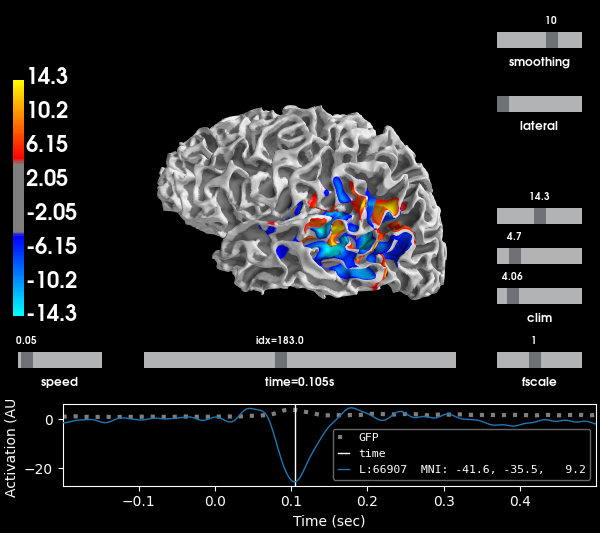 10
smoothing
lateral
14.3
10.2
6.15
2.05
-2.05
-6.15
-10.2
-14.3
14.3
4.7
4.06
clim
0.05
speed
idx=183.0
time=0.105s
1
fscale
Activation (AU
0
−20
GFP
time
L:66907 MNI: -41.6, -35.5, 9.2
−0.1
0.0
0.1
0.2
0.3
0.4
Time (sec)